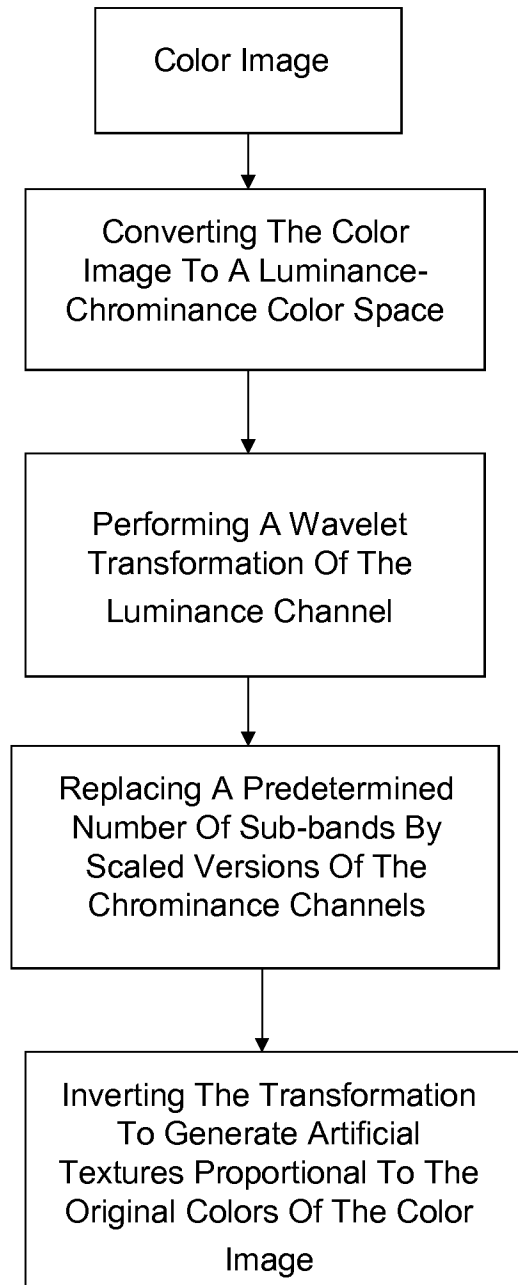 Color Image
Converting The Color
Image To A Luminance-
Chrominance Color Space
Performing A Wavelet
Transformation Of The
Luminance Channel
Replacing A Predetermined
Number Of Sub-bands By
Scaled Versions Of The
Chrominance Channels
Inverting The Transformation
To Generate Artificial
Textures Proportional To The
Original Colors Of The Color
Image